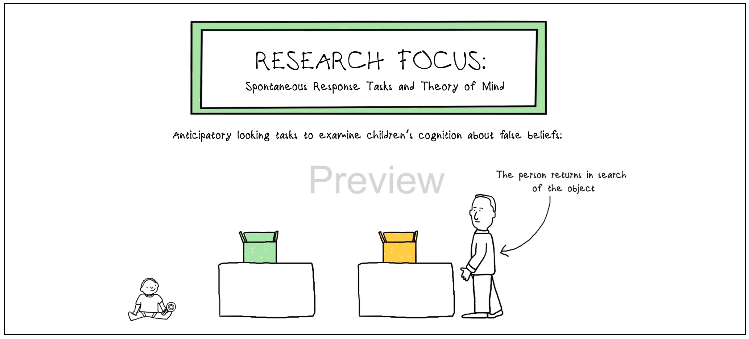 RESEARCH FOCUS:
Spontaneous Response Tasks and Theory of Mind
Anticipatory looking tasks to examine children's cognition about false beliefs:
Preview
The person returns in search
of the object